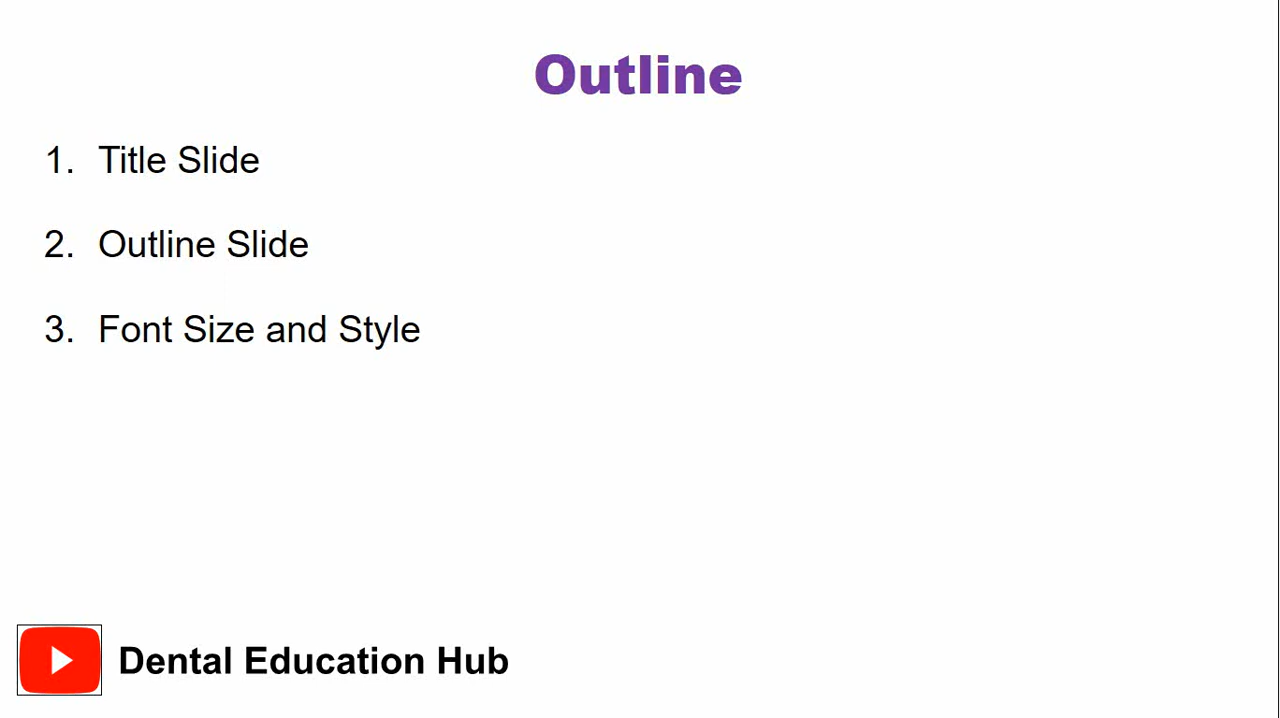 Outline
1. Title Slide
2. Outline Slide
3. Font Size and Style
Dental Education Hub